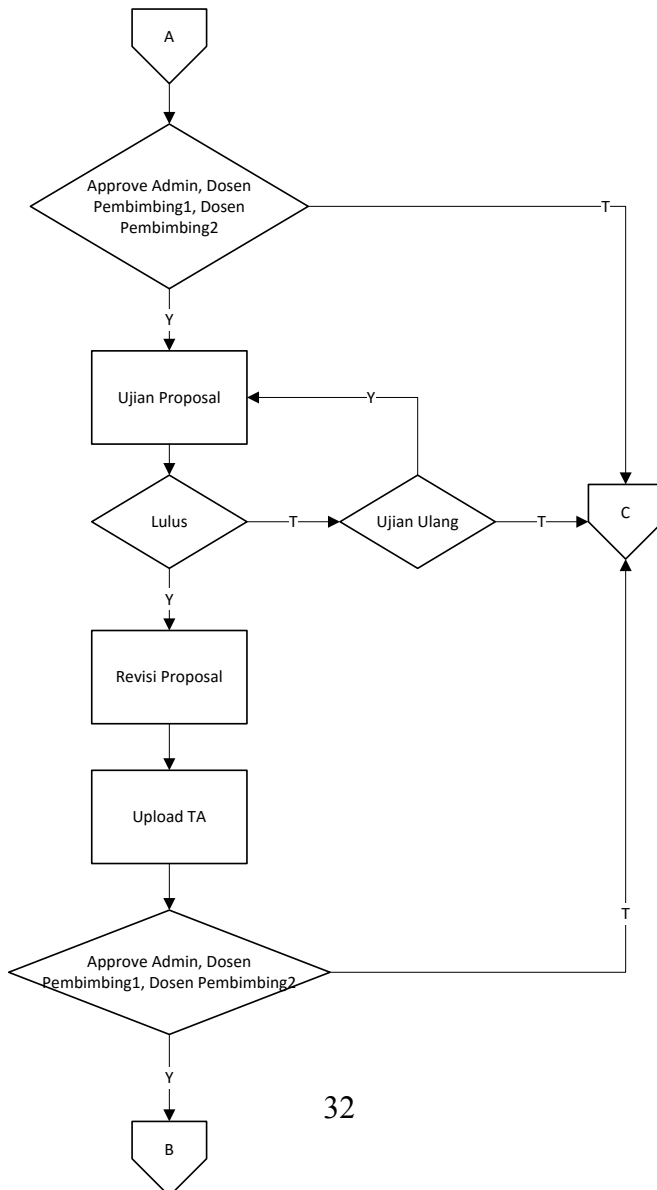 A
Approve Admin, Dosen
Pembimbing1, Dosen
Pembimbing2
T
Y
Ujian Proposal
Y
Lulus
T
Ujian Ulang
T
C
Y
Revisi Proposal
Upload TA
T
Approve Admin, Dosen
Pembimbing1, Dosen Pembimbing2
Y
32
B